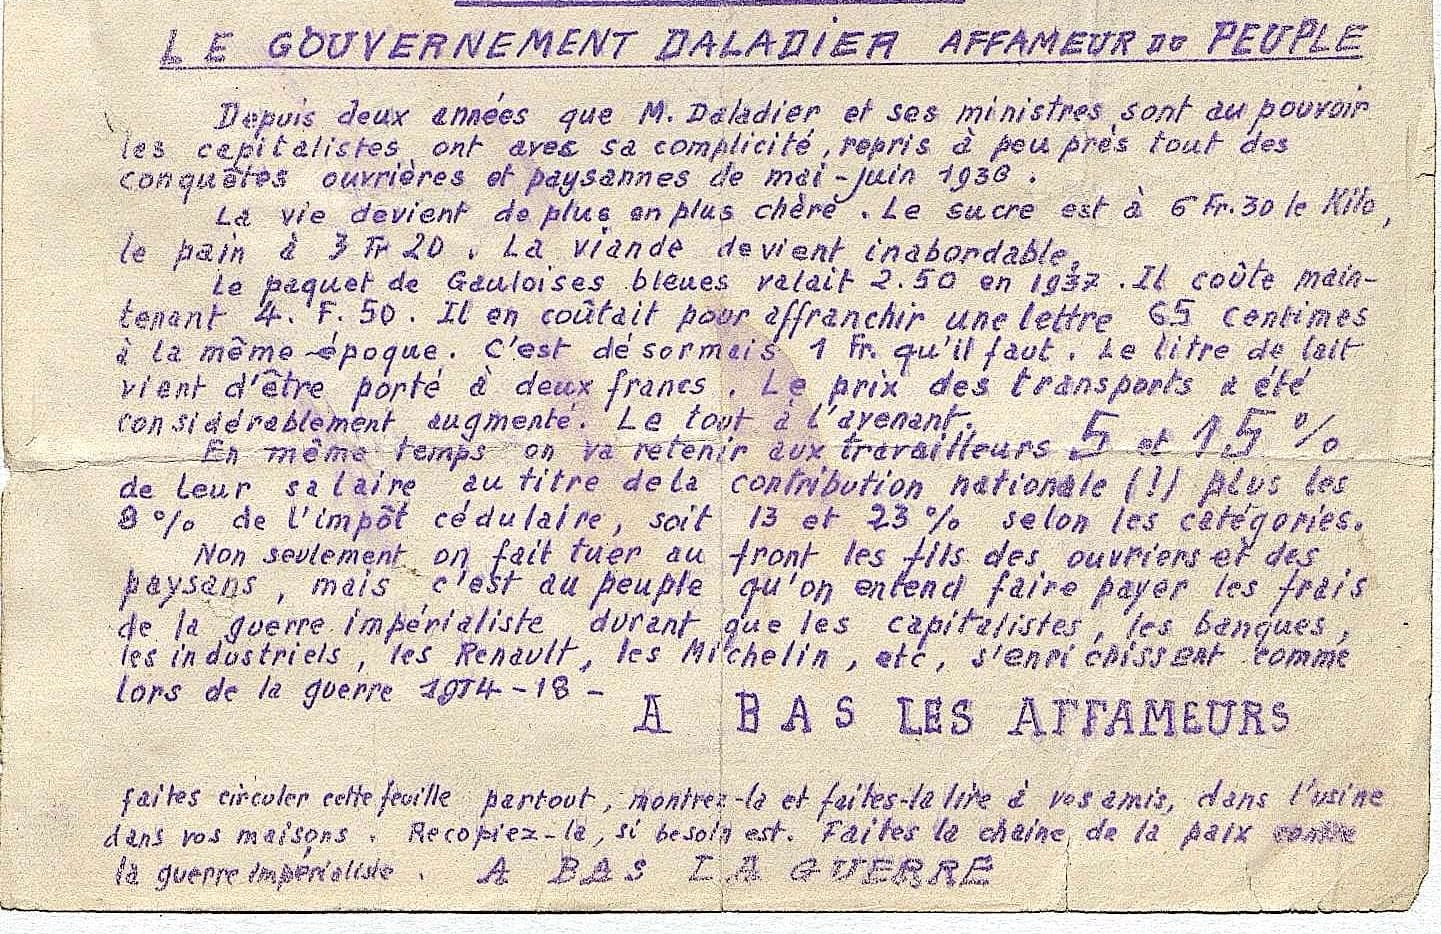 LE GOUVERNEMENT DALADIER AFFAMEUR DU PEUPLE
Depuis deux années que M. Daladier et ses ministres sont au pouvoir
les capitalistes ont avec sa complicité, repris à peu près tout des
conquêtes ouvrières et paysannes de mai-juin 1936.
La vie devient de plus en plus chère. Le sucre est à 6 Fr. 30 le Kilo,
le pain à 3 Fr 20. La viande devient inabordable.
Le paquet de Gauloises bleues valait 2.50 en 1937. Il coûte main-
tenant 4. F. 50. Il en coûtait pour affranchir une lettre 65 centimes
à la même époque. C'est désormais 1 Fr. qu'il faut. Le litre de lait
vient d'être porté à deux francs. Le prix des transports a été
considérablement augmenté. Le tout à l'avenant.
En même temps on va retenir aux travailleurs 5 et 15 %
de leur salaire au titre de la contribution nationale (!) plus les
8 % de l'impôt cédulaire, soit 13 et 23 % selon les catégories.
Non seulement on fait tuer au front les fils des ouvriers et des
paysans, mais c'est au peuple qu'on entend faire payer les frais
de la guerre impérialiste durant que les capitalistes, les banques,
les industriels, les Renault, les Michelin, etc, s'enrichissent comme
lors de la guerre 1914-18 -
A BAS LES AFFAMEURS
faites circuler cette feuille partout, montrez-la et faites-la lire à vos amis, dans l'usine
dans vos maisons. Recopiez-la, si besoin est. Faites la chaine de la paix contre
la guerre impérialiste. A BAS LA GUERRE